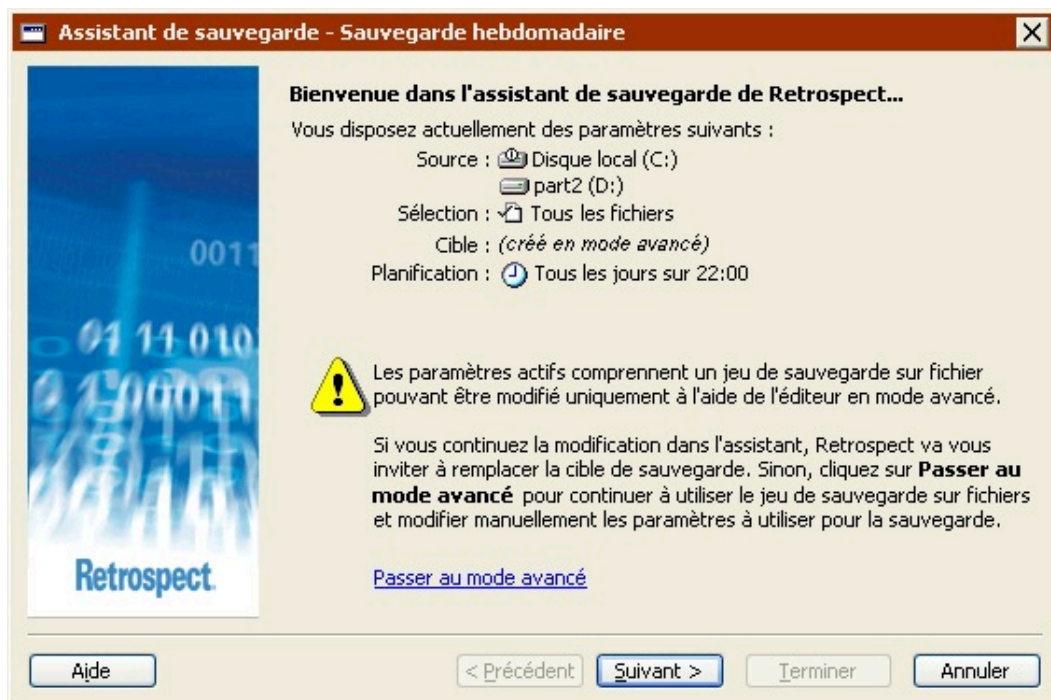 Assistant de sauvegarde - Sauvegarde hebdomadaire
Bienvenue dans l'assistant de sauvegarde de Retrospect...
Vous disposez actuellement des paramètres suivants :
Source : Disque local (C:)
part2 (D:)
Sélection : Tous les fichiers
Cible : (créé en mode avancé)
Planification : Tous les jours sur 22:00
0011
01 11 010
Les paramètres actifs comprennent un jeu de sauvegarde sur fichier
pouvant être modifié uniquement à l'aide de l'éditeur en mode avancé.
Si vous continuez la modification dans l'assistant, Retrospect va vous
inviter à remplacer la cible de sauvegarde. Sinon, cliquez sur Passer au
mode avancé pour continuer à utiliser le jeu de sauvegarde sur fichiers
et modifier manuellement les paramètres à utiliser pour la sauvegarde.
Retrospect.
Passer au mode avancé
Aide
< Précédent
Suivant >
Terminer
Annuler